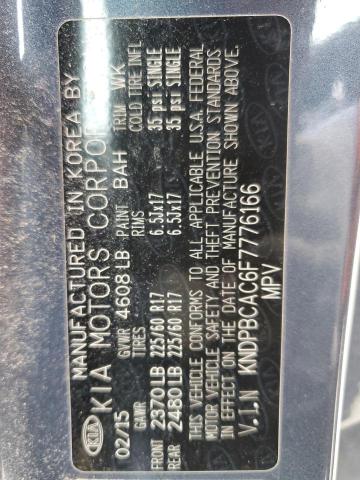 MANUFACTURED IN KOREA BY
KIA KIA MOTORS CORPOR
02/15 GVWR 4608LB PAINT BAH TRIM WK
GAWR TIRES RIMS COLD TIRE INFL
FRONT 2370LB 225/60 R17 6.5Jx17 35 psi SINGLE
REAR 2480LB 225/60 R17 6.5Jx17 35 psi SINGLE
THIS VEHICLE CONFORMS TO ALL APPLICABLE U.S.A. FEDERAL
MOTOR VEHICLE SAFETY AND THEFT PREVENTION STANDARDS
IN EFFECT ON THE DATE OF MANUFACTURE SHOWN ABOVE.
V.I.N KNDPBCAC6F7776166
MPV